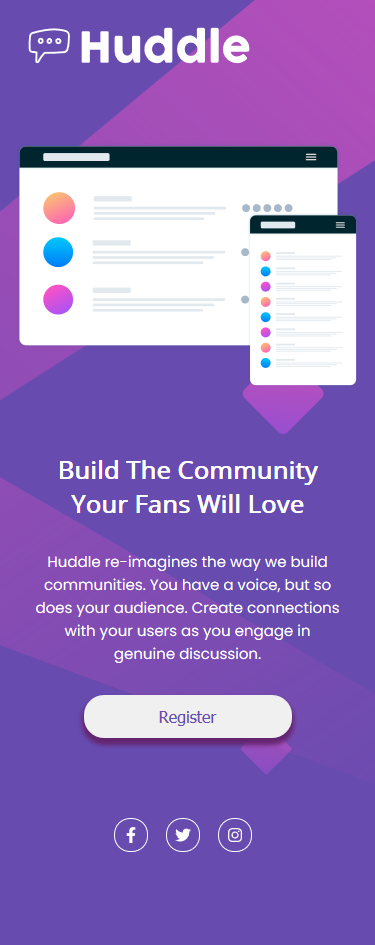 Huddle
Build The Community
Your Fans Will Love
Huddle re-imagines the way we build
communities. You have a voice, but so
does your audience. Create connections
with your users as you engage in
genuine discussion.
Register